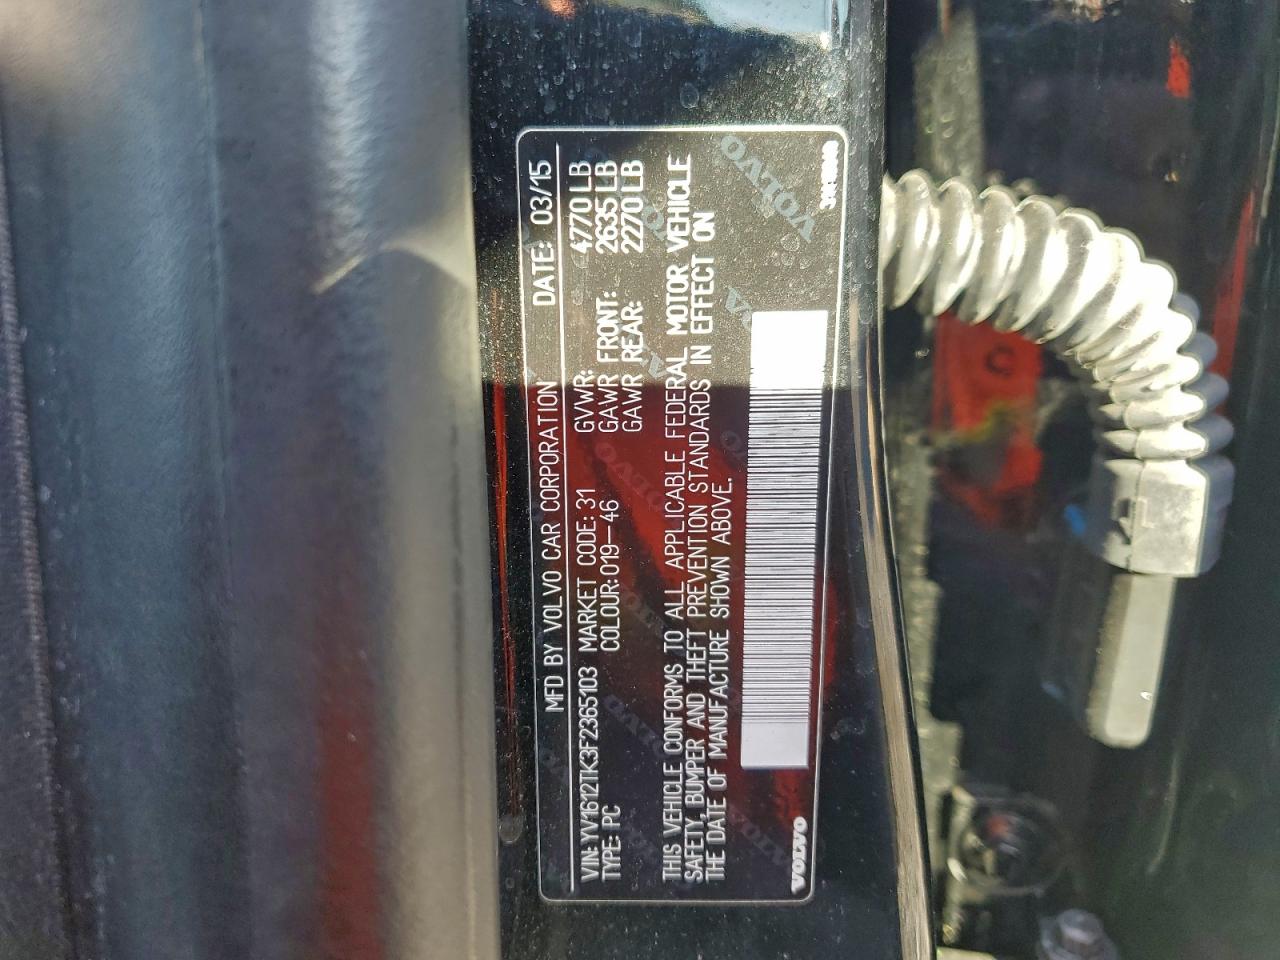 MFD BY VOLVO CAR CORPORATION DATE: 03/15
VIN: YV1612TK3F2365103 MARKET CODE: 31 GVWR: 4770 LB
TYPE: PC COLOUR: 019-46 GAWR FRONT: 2635 LB
GAWR REAR: 2270 LB
THIS VEHICLE CONFORMS TO ALL APPLICABLE FEDERAL MOTOR VEHICLE
SAFETY, BUMPER AND THEFT PREVENTION STANDARDS IN EFFECT ON
THE DATE OF MANUFACTURE SHOWN ABOVE.
VOLVO